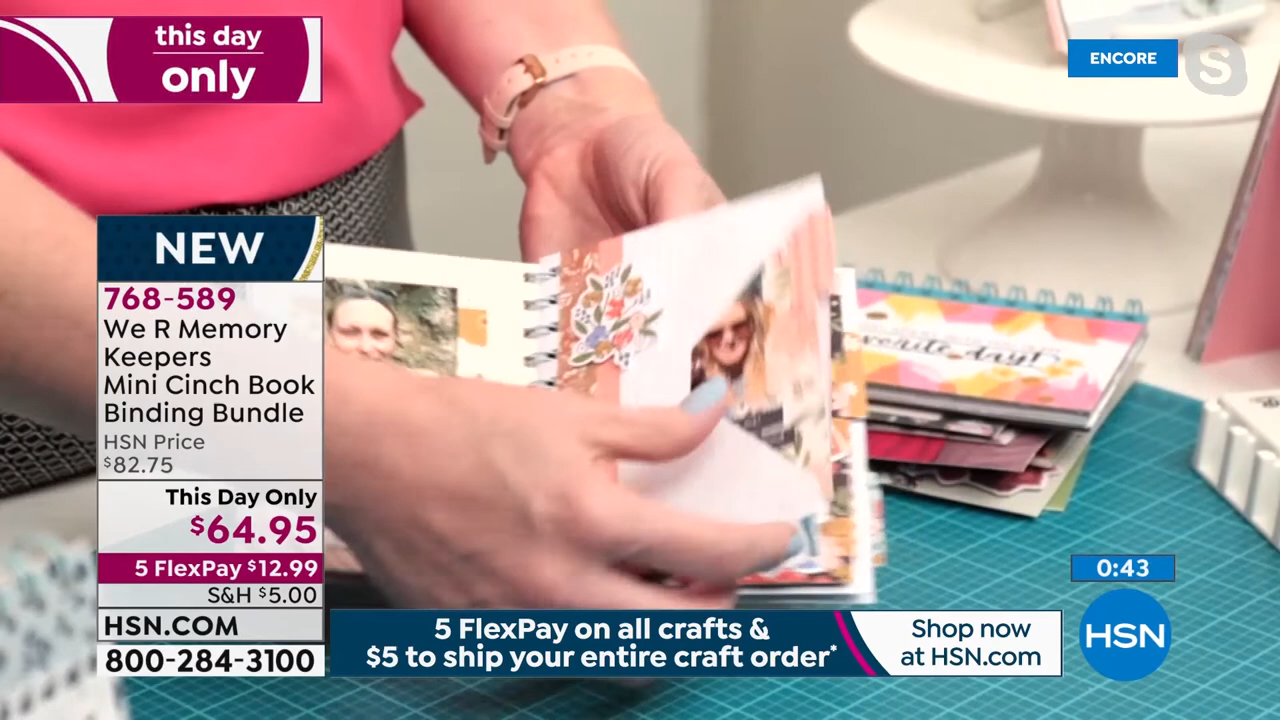 this day
only
ENCORE
S
NEW
768-589
We R Memory
Keepers
Mini Cinch Book
Binding Bundle
HSN Price
$82.75
This Day Only
$64.95
5 FlexPay $12.99
S&H $5.00
HSN.COM
800-284-3100
5 FlexPay on all crafts &
$5 to ship your entire craft order*
Shop now
at HSN.com
0:43
HSN
day!